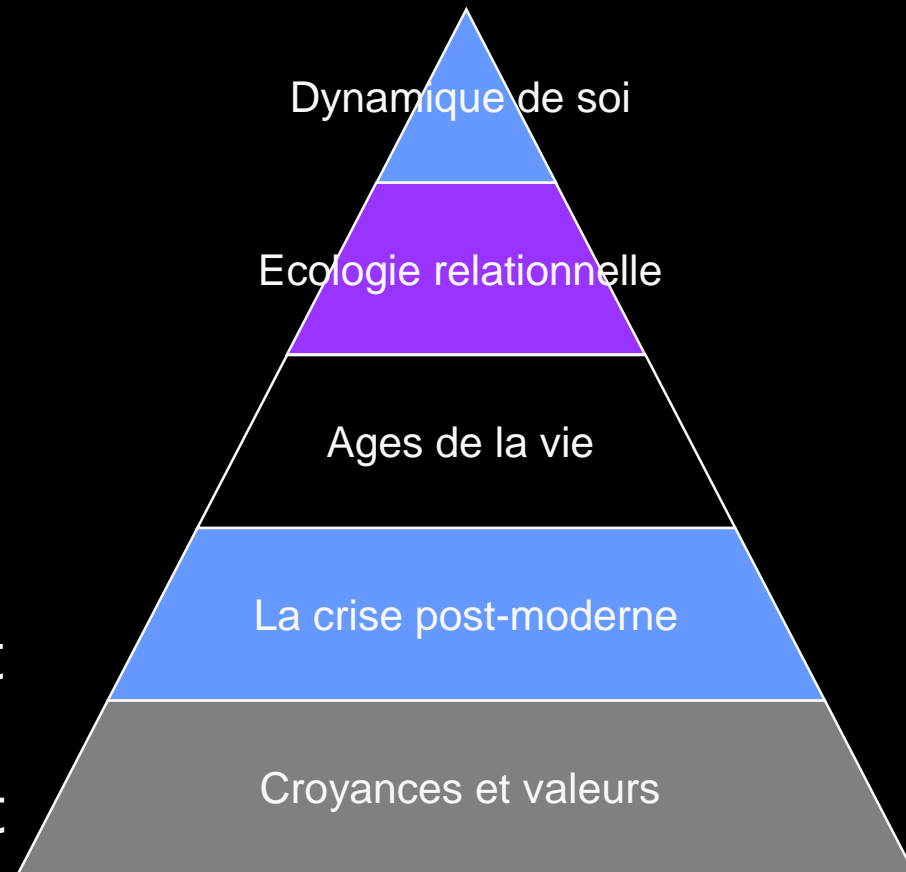 Dynamique de soi
Ecologie relationnelle
Ages de la vie
La crise post-moderne
t
Croyances et valeurs
t